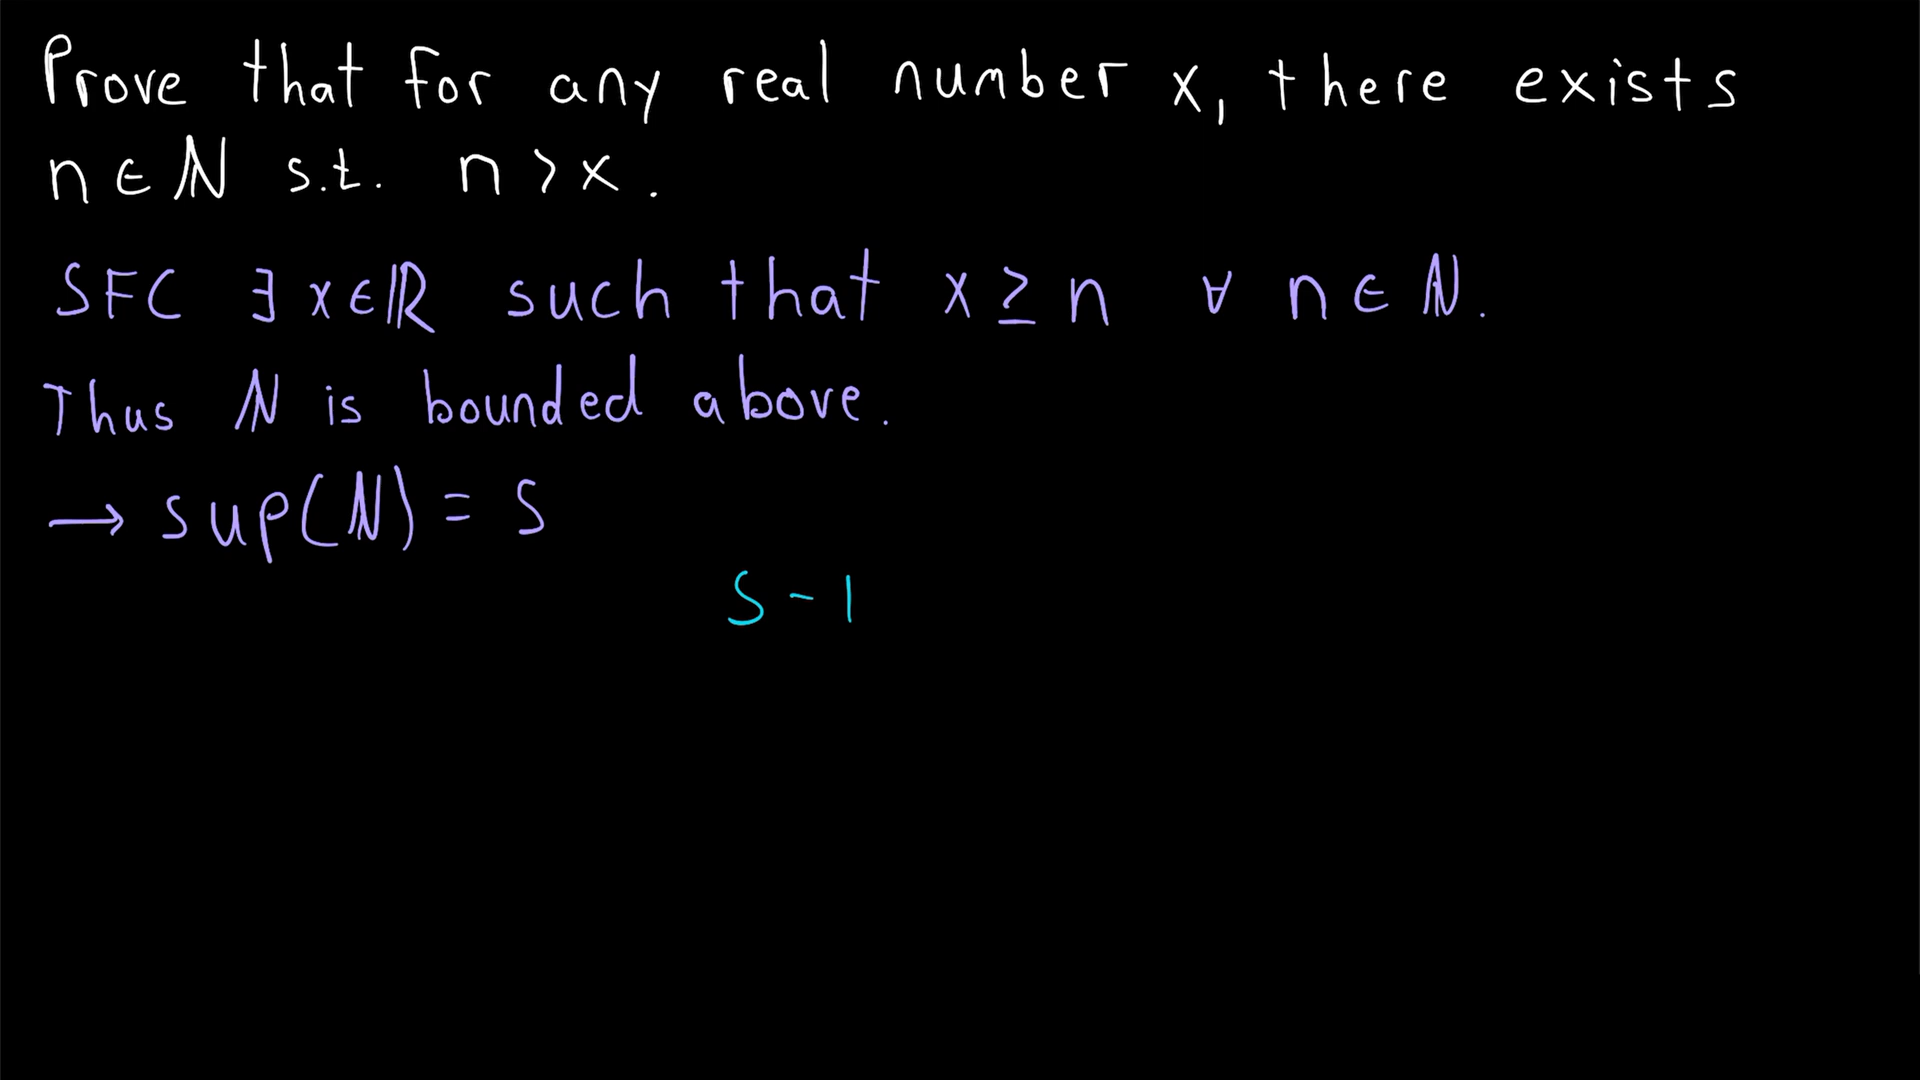 Prove that for any real number x, there exists
n ∈ ℕ s.t. n > x.
SFC ∃ x ∈ ℝ such that x ≥ n ∀ n ∈ ℕ.
Thus ℕ is bounded above.
→ sup(ℕ) = s
s - 1